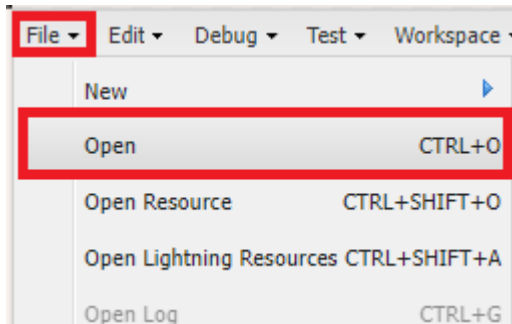 File Edit Debug Test Workspace
New
Open CTRL+O
Open Resource CTRL+SHIFT+O
Open Lightning Resources CTRL+SHIFT+A
Open Log CTRL+G